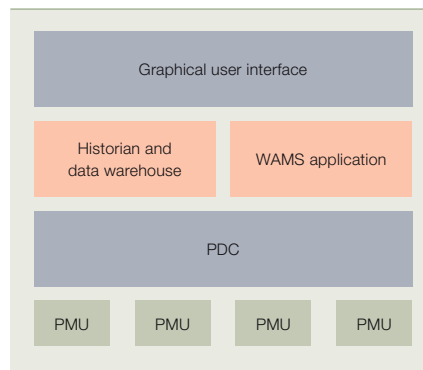 Graphical user interface
Historian and
data warehouse
WAMS application
PDC
PMU
PMU
PMU
PMU